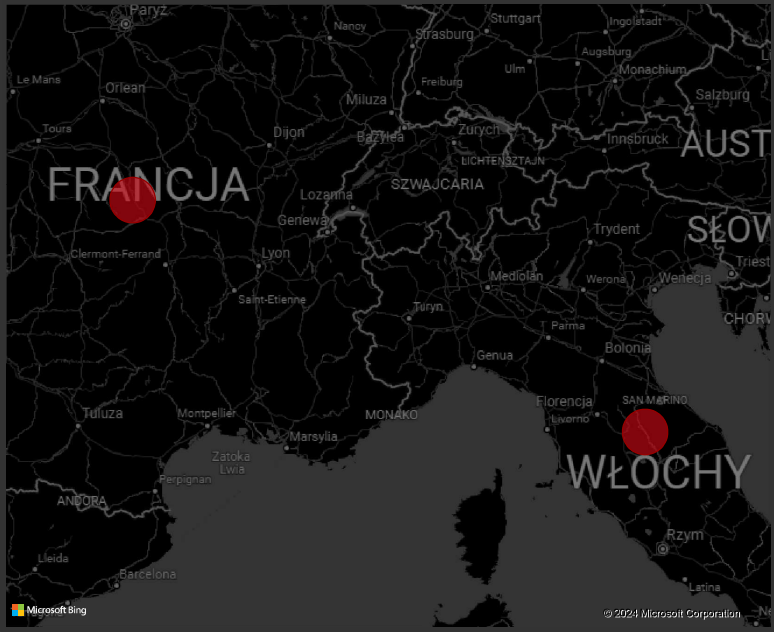 Paryż
Nancy
Strasburg
Stuttgart
Ingolstadt
Le Mans
Orlean
Freiburg
Ulm
Augsburg
Monachium
Salzburg
Tours
Miluza
Dijon
Bazylea
Zurych
Innsbruck
AUST
LICHTENSZTAJN
FRANCJA
SZWAJCARIA
Lozanna
Genewa
Trydent
SŁOW
Clermont-Ferrand
Lyon
Triest
Mediolan
Werona
Wenecja
Saint-Etienne
Turyn
CHORW
Parma
Bolonia
Genua
SAN MARINO
Florencja
Tuluza
Montpellier
MONAKO
Livorno
Marsylia
Zatoka
Lwia
WŁOCHY
Perpignan
ANDORA
Rzym
Lleida
Barcelona
Latina
Microsoft Bing
© 2024 Microsoft Corporation